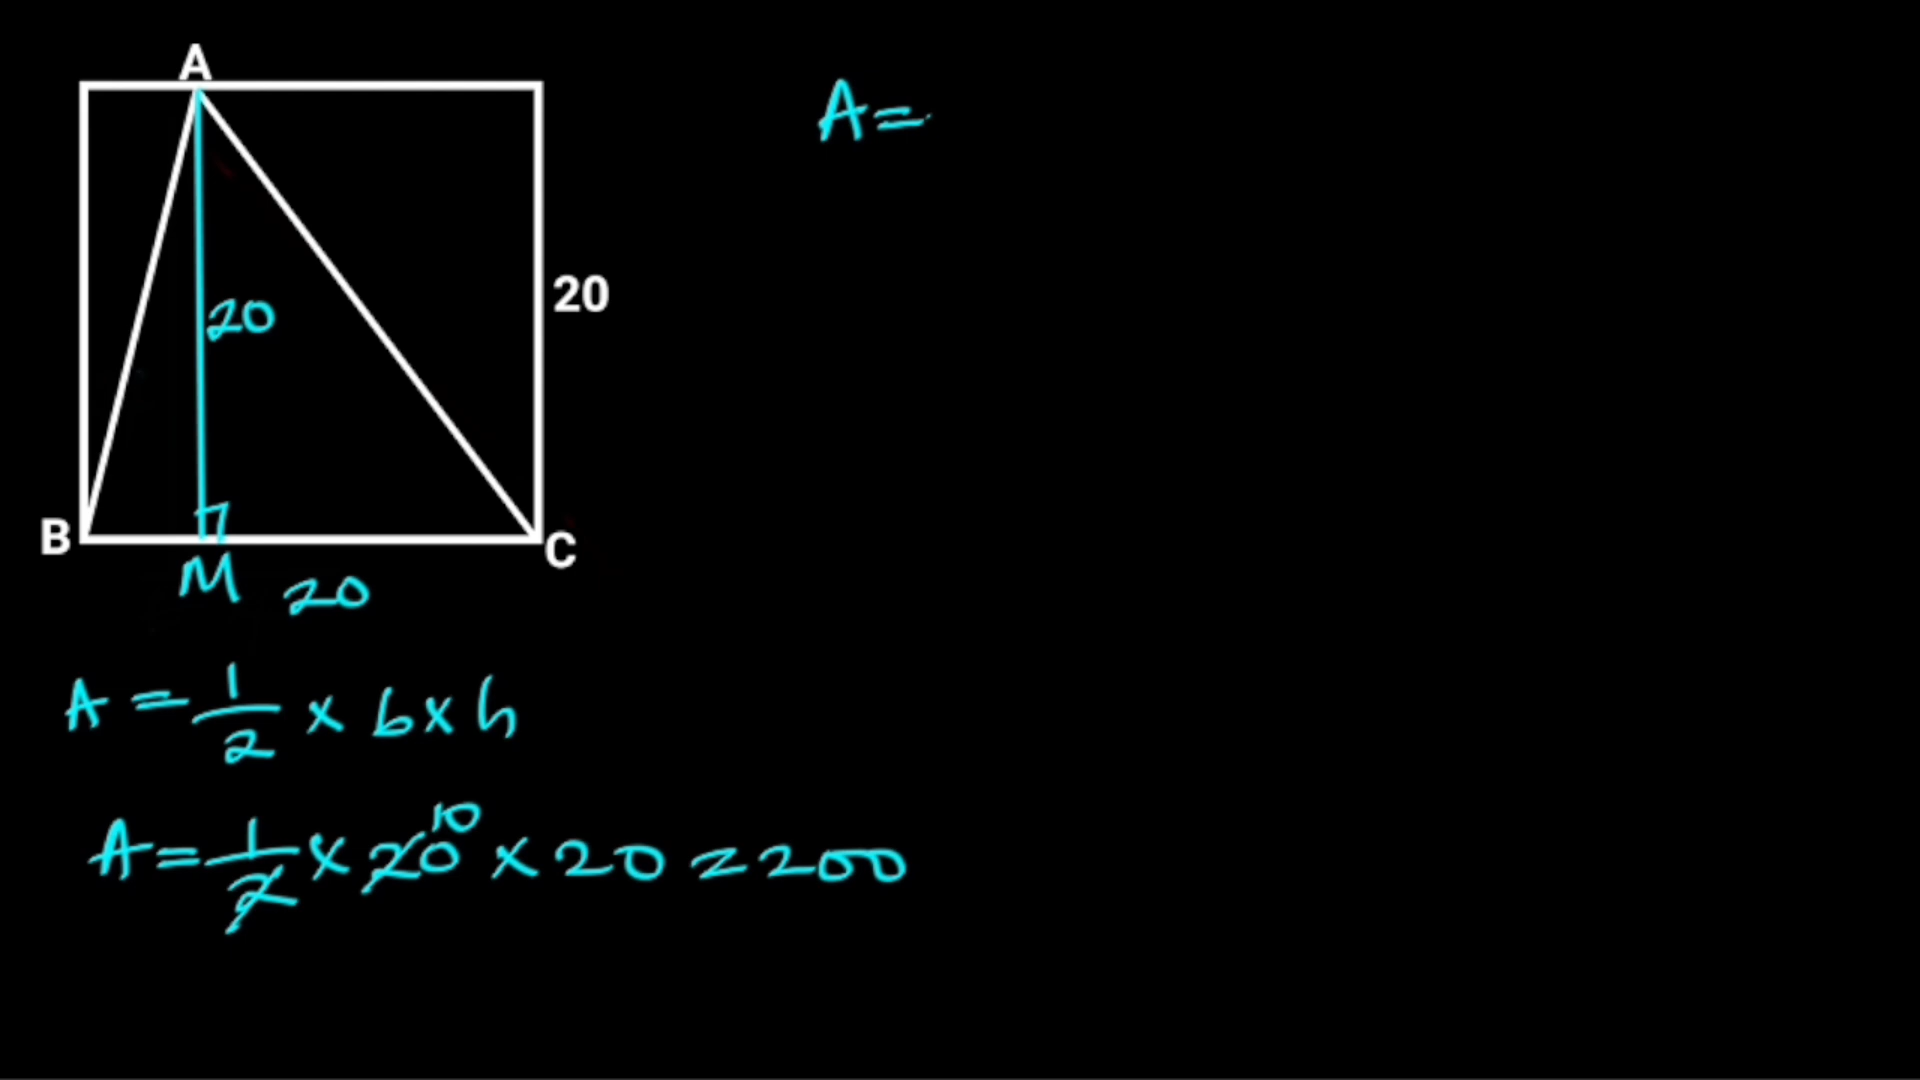 A
A=
20
20
B
C
M
20
A = 1/2 × b × h
A = 1/2 × 20 10 × 20 = 200